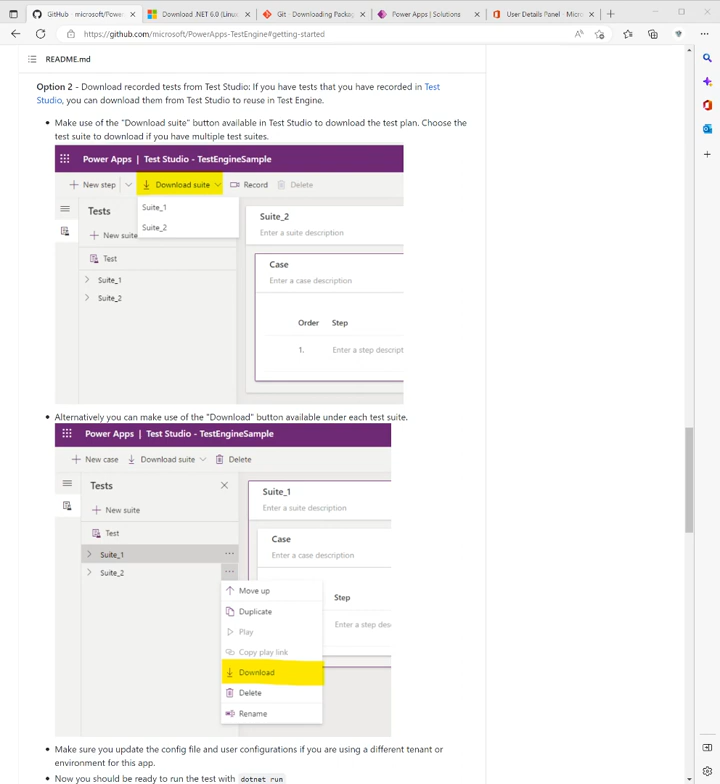 GitHub - microsoft/Power
Download .NET 6.0 (Linu
Git - Downloading Packag
Power Apps | Solutions
User Details Panel - Micro
https://github.com/microsoft/PowerApps-TestEngine#getting-started
README.md
Option 2 - Download recorded tests from Test Studio: If you have tests that you have recorded in Test
Studio, you can download them from Test Studio to reuse in Test Engine.
Make use of the "Download suite" button available in Test Studio to download the test plan. Choose the
test suite to download if you have multiple test suites.
Power Apps | Test Studio - TestEngineSample
New step
Download suite
Record
Delete
Tests
Suite_1
Suite_2
New suite
Test
Suite_1
Suite_2
Suite_2
Enter a suite description
Case
Enter a case description
Order Step
1. Enter a step descript
Alternatively you can make use of the "Download" button available under each test suite.
Power Apps | Test Studio - TestEngineSample
New case
Download suite
Delete
Tests
New suite
Test
Suite_1
Suite_2
Suite_1
Enter a suite description
Case
Enter a case description
Step
Enter a step des
Move up
Duplicate
Play
Copy play link
Download
Delete
Rename
Make sure you update the config file and user configurations if you are using a different tenant or
environment for this app.
Now you should be ready to run the test with dotnet run